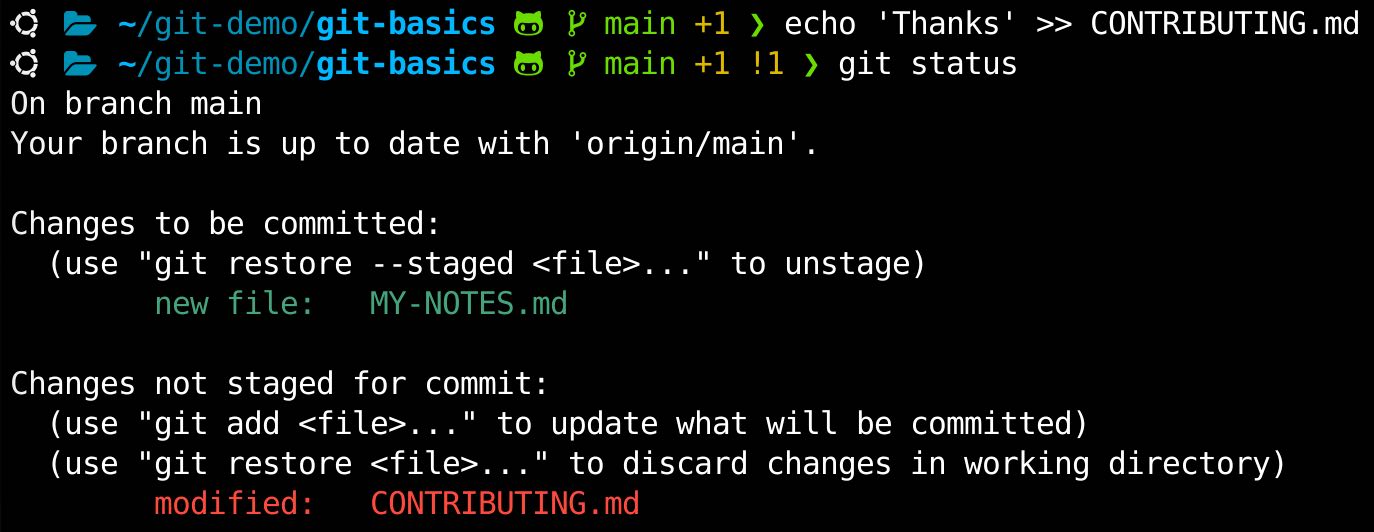 ~/git-demo/git-basics main +1 ❯ echo 'Thanks' >> CONTRIBUTING.md
~/git-demo/git-basics main +1 !1 ❯ git status
On branch main
Your branch is up to date with 'origin/main'.

Changes to be committed:
  (use "git restore --staged <file>..." to unstage)
        new file:   MY-NOTES.md

Changes not staged for commit:
  (use "git add <file>..." to update what will be committed)
  (use "git restore <file>..." to discard changes in working directory)
        modified:   CONTRIBUTING.md